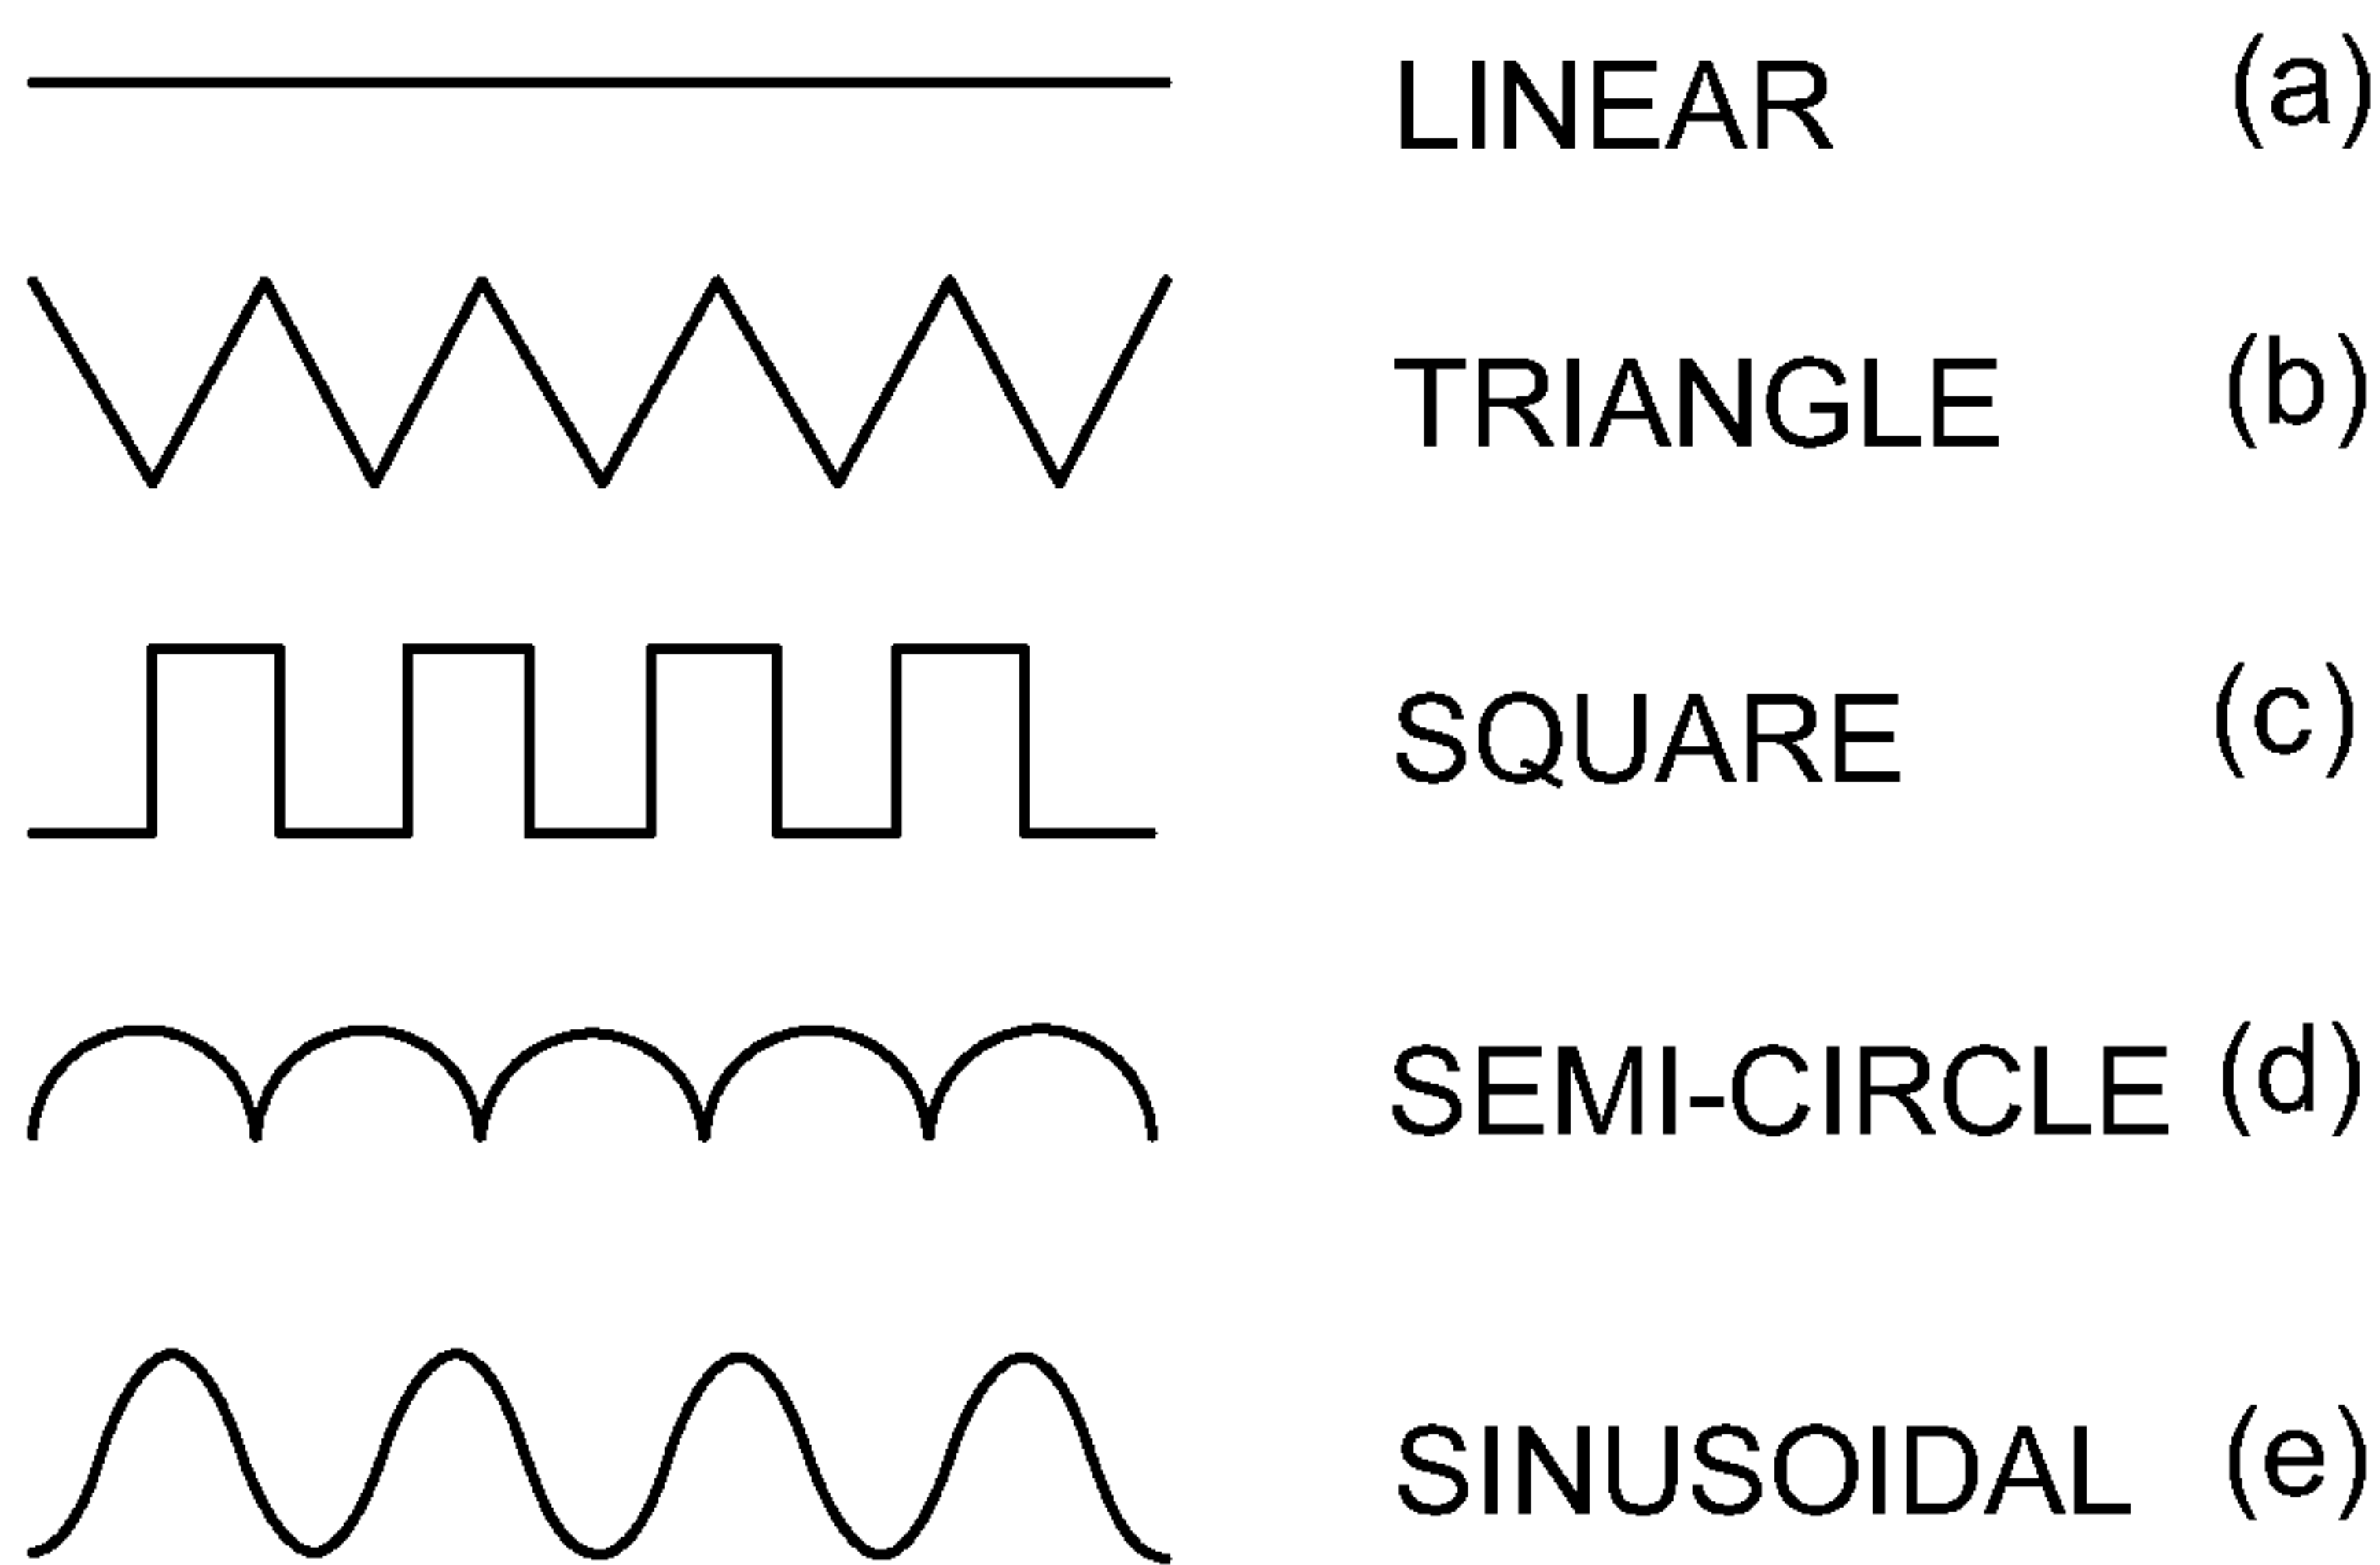 LINEAR (a)
TRIANGLE (b)
SQUARE (c)
SEMI-CIRCLE (d)
SINUSOIDAL (e)